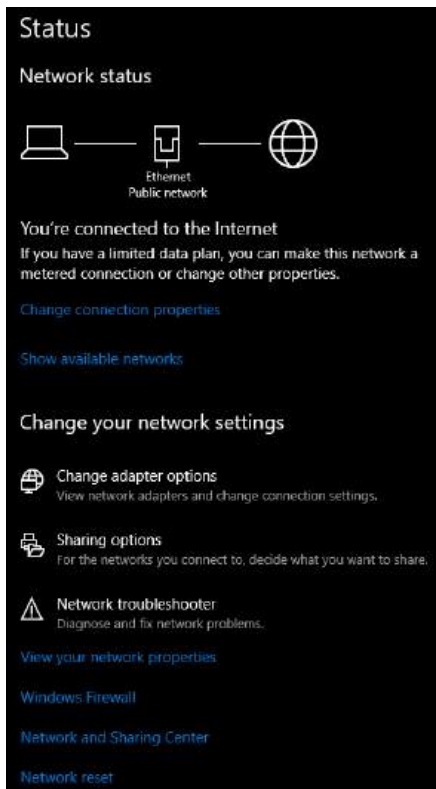 Status
Network status
Ethernet
Public network
You're connected to the Internet
If you have a limited data plan, you can make this network a
metered connection or change other properties.
Change connection properties
Show available networks
Change your network settings
Change adapter options
View network adapters and change connection settings.
Sharing options
For the networks you connect to, decide what you want to share.
Network troubleshooter
Diagnose and fix network problems.
View your network properties
Windows Firewall
Network and Sharing Center
Network reset